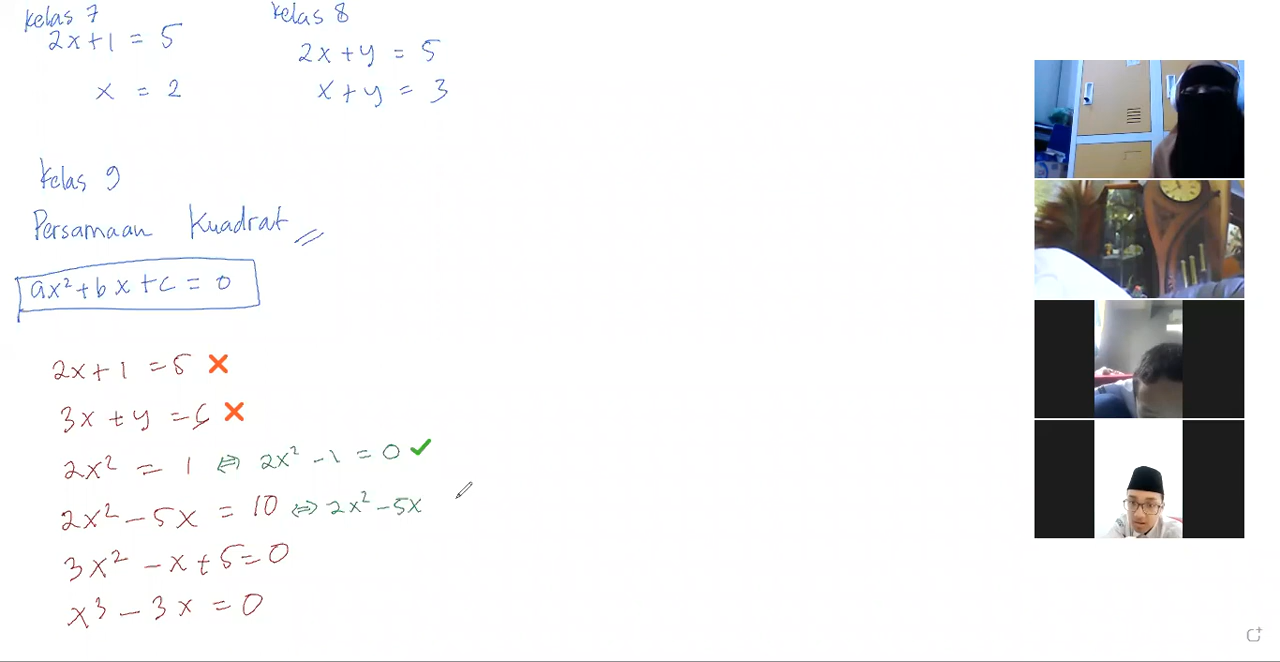 Kelas 7
2x+1 = 5
x = 2
Kelas 8
2x+y = 5
x+y = 3
Kelas 9
Persamaan Kuadrat
ax²+bx+c = 0
2x+1 = 5 ✗
3x+y = ✗
2x² = 1 ⇔ 2x² - 1 = 0 ✓
2x² - 5x = 10 ⇔ 2x² - 5x
3x² - x + 5 = 0
x³ - 3x = 0